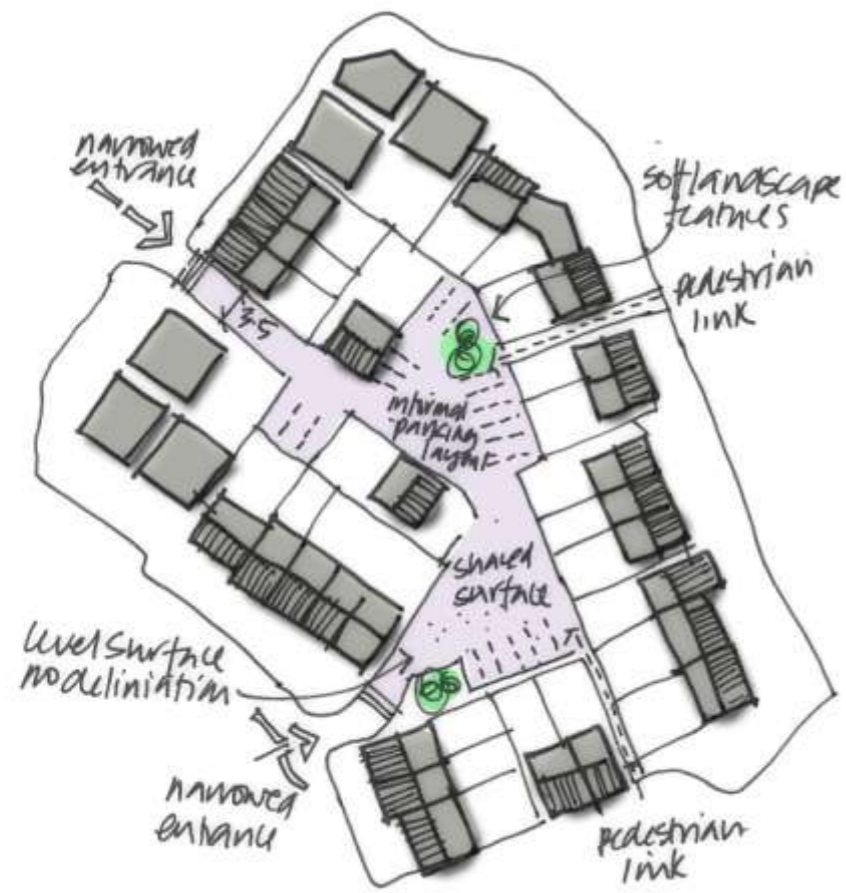 narrowed
entrance
soft landscape
features
pedestrian
link
3.5
informal
parking
layout
shared
surface
level surface
no deliniation
narrowed
entrance
pedestrian
link